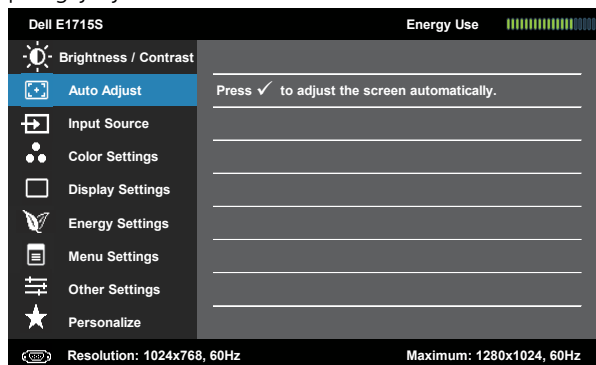 Dell E1715S Energy Use
Brightness / Contrast
Auto Adjust Press ✓ to adjust the screen automatically.
Input Source
Color Settings
Display Settings
Energy Settings
Menu Settings
Other Settings
Personalize
Resolution: 1024x768, 60Hz Maximum: 1280x1024, 60Hz